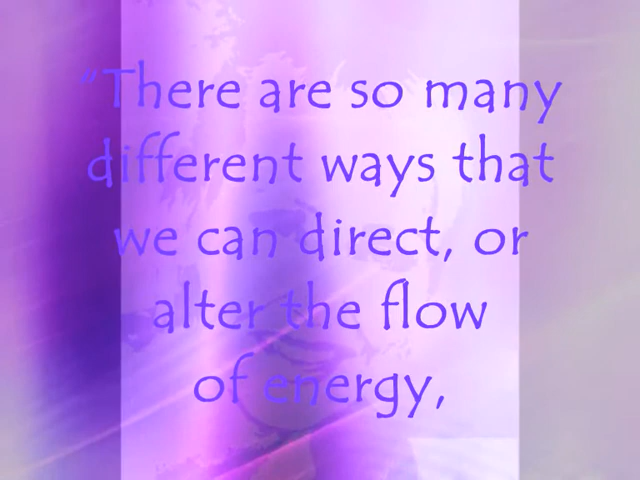 “There are so many
different ways that
we can direct, or
alter the flow
of energy,